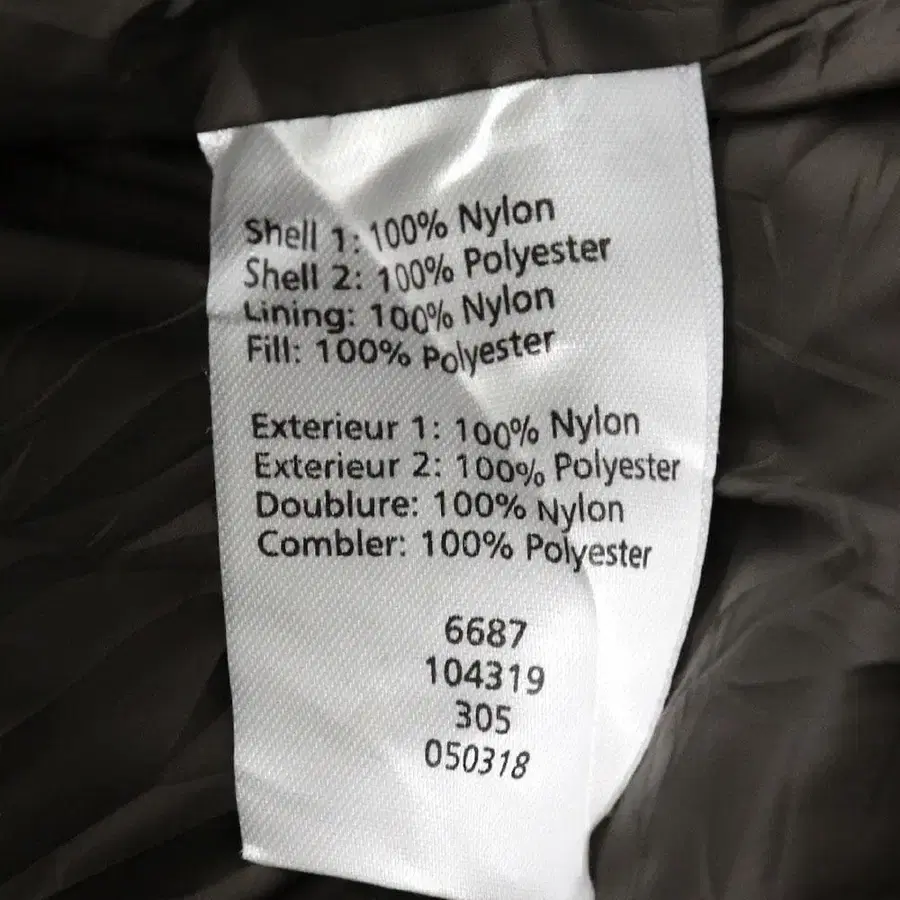 Shell 1: 100% Nylon
Shell 2: 100% Polyester
Lining: 100% Nylon
Fill: 100% Polyester
Exterieur 1: 100% Nylon
Exterieur 2: 100% Polyester
Doublure: 100% Nylon
Combler: 100% Polyester
6687
104319
305
050318